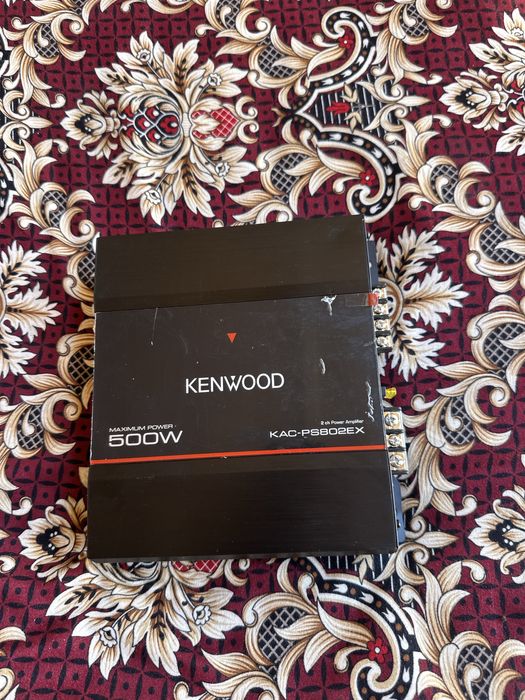 KENWOOD
MAXIMUM POWER
500W
2 ch Power Amplifier
KAC-PS802EX